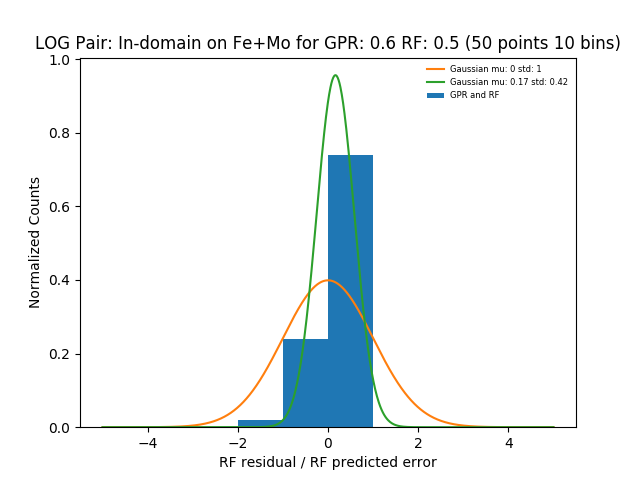 LOG Pair: In-domain on Fe+Mo for GPR: 0.6 RF: 0.5 (50 points 10 bins)
Gaussian mu: 0 std: 1
Gaussian mu: 0.17 std: 0.42
GPR and RF
Normalized Counts
1.0
0.8
0.6
0.4
0.2
0.0
−4
−2
0
2
4
RF residual / RF predicted error